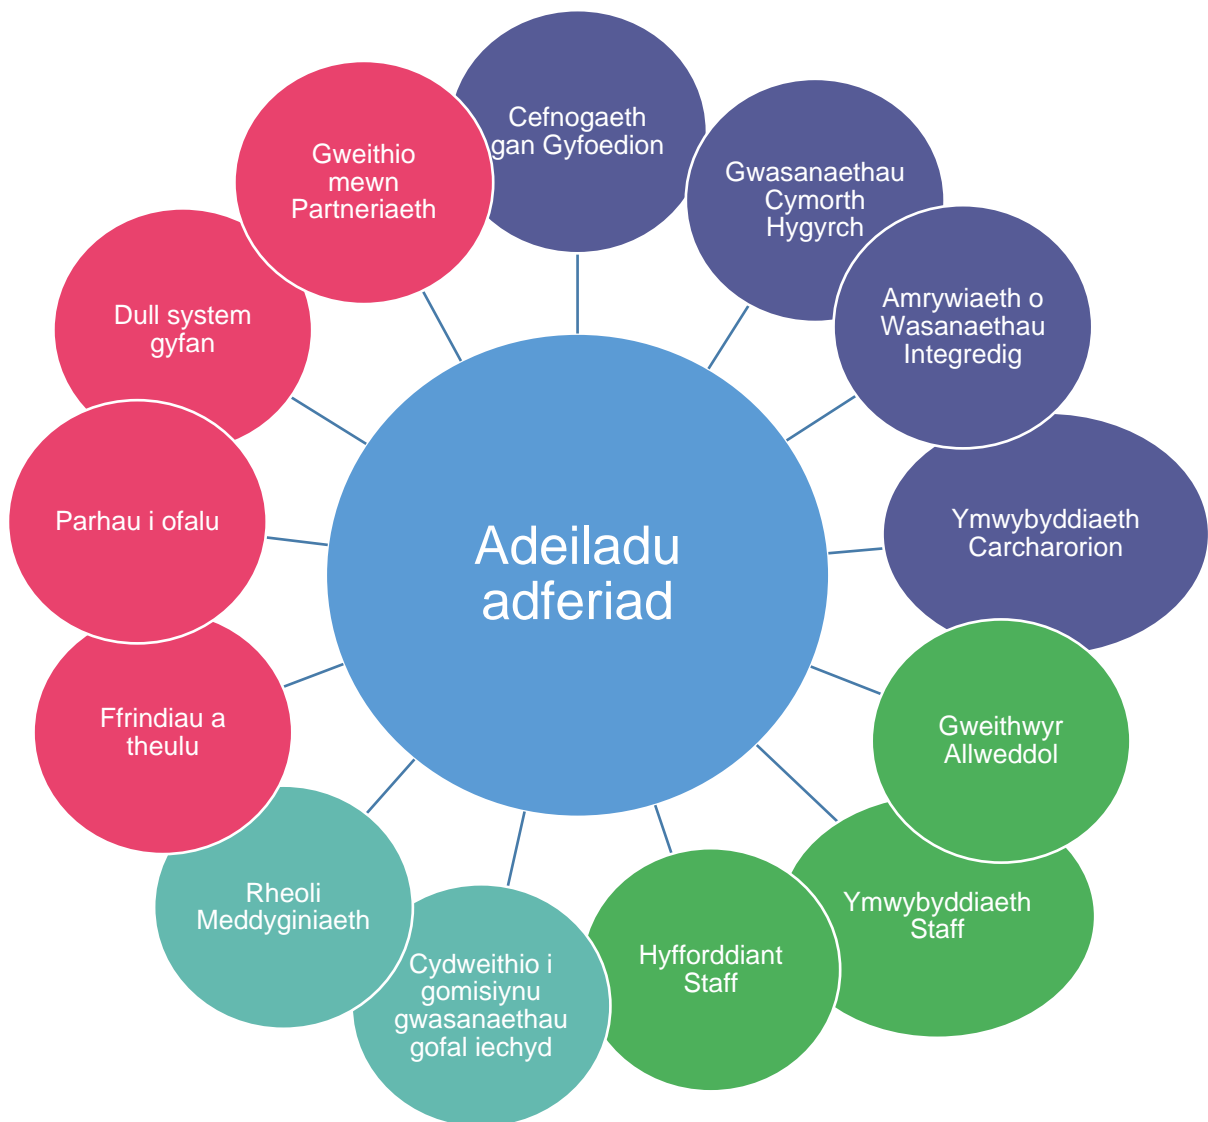 Adeiladu
adferiad
Cefnogaeth
gan Gyfoedion
Gwasanaethau
Cymorth
Hygyrch
Amrywiaeth o
Wasanaethau
Integredig
Ymwybyddiaeth
Carcharorion
Gweithwyr
Allweddol
Ymwybyddiaeth
Staff
Hyfforddiant
Staff
Cydweithio i
gomisiynu
gwasanaethau
gofal iechyd
Rheoli
Meddyginiaeth
Ffrindiau a
theulu
Parhau i ofalu
Dull system
gyfan
Gweithio
mewn
Partneriaeth